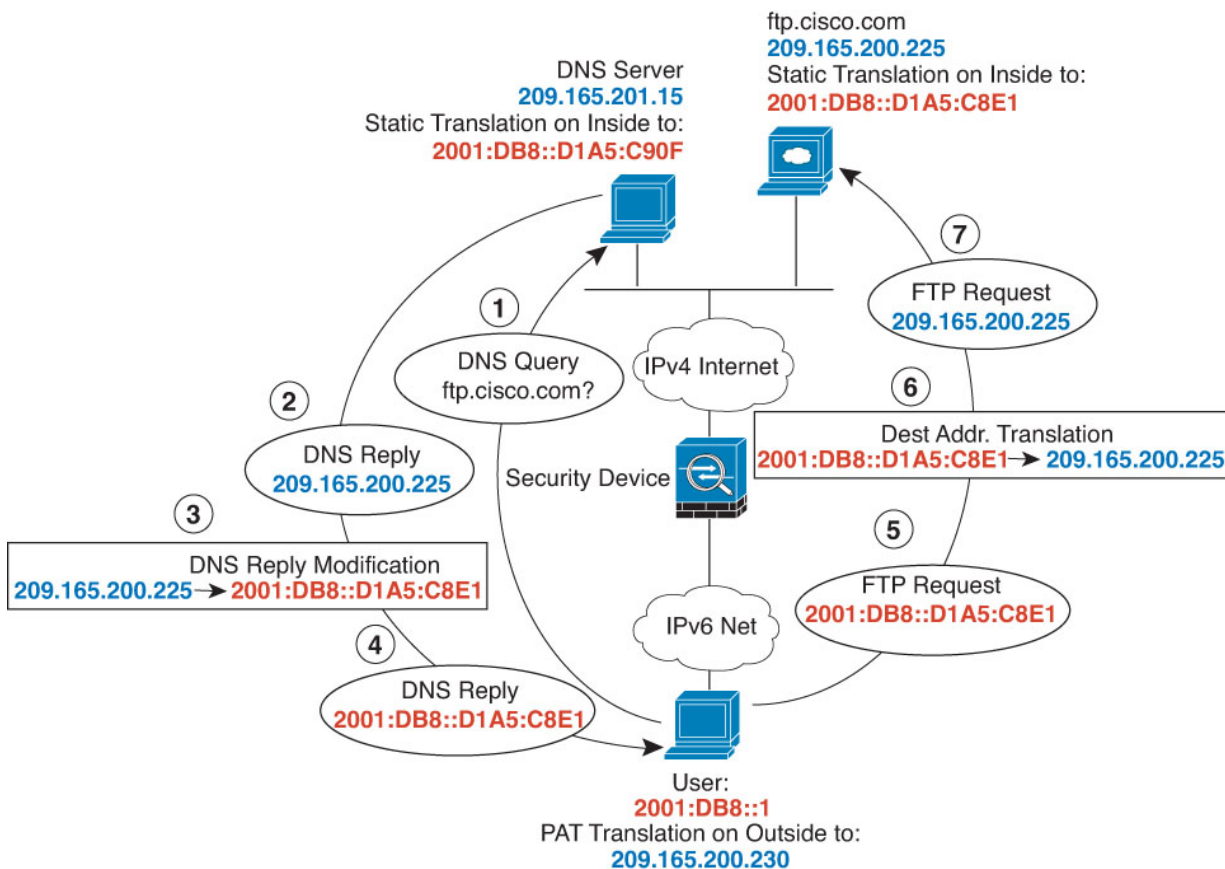 ftp.cisco.com
209.165.200.225
Static Translation on Inside to:
2001:DB8::D1A5:C8E1
DNS Server
209.165.201.15
Static Translation on Inside to:
2001:DB8::D1A5:C90F
1
DNS Query
ftp.cisco.com?
2
DNS Reply
209.165.200.225
3
DNS Reply Modification
209.165.200.225 → 2001:DB8::D1A5:C8E1
4
DNS Reply
2001:DB8::D1A5:C8E1
IPv4 Internet
Security Device
IPv6 Net
7
FTP Request
209.165.200.225
6
Dest Addr. Translation
2001:DB8::D1A5:C8E1 → 209.165.200.225
5
FTP Request
2001:DB8::D1A5:C8E1
User:
2001:DB8::1
PAT Translation on Outside to:
209.165.200.230